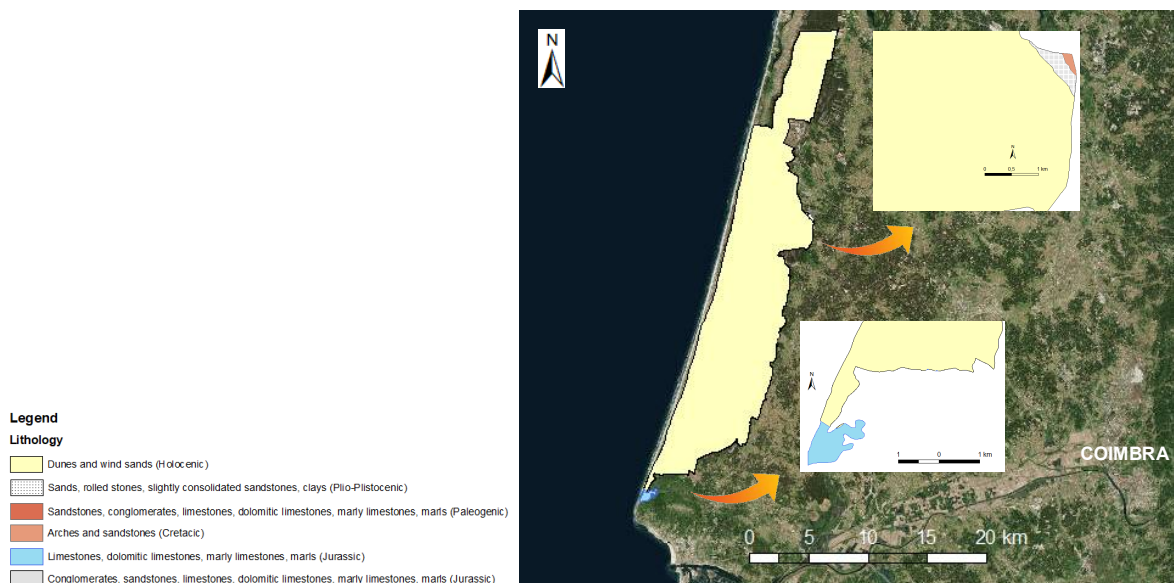 Legend
Lithology
Dunes and wind sands (Holocenic)
Sands, rolled stones, slightly consolidated sandstones, clays (Plio-Plistocenic)
Sandstones, conglomerates, limestones, dolomitic limestones, marly limestones, marls (Paleogenic)
Arches and sandstones (Cretacic)
Limestones, dolomitic limestones, marly limestones, marls (Jurassic)
Conglomerates, sandstones, limestones, dolomitic limestones, marly limestones, marls (Jurassic)
N
N
0 0,5 1 km
N
1 0 1 km
COIMBRA
0 5 10 15 20 km